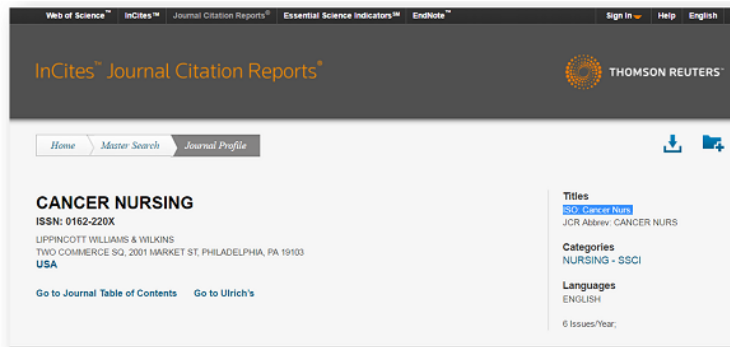 Web of Science™ InCites™ Journal Citation Reports® Essential Science Indicators℠ EndNote™ Sign In Help English
InCites™ Journal Citation Reports®
THOMSON REUTERS™
Home Master Search Journal Profile
CANCER NURSING
ISSN: 0162-220X
LIPPINCOTT WILLIAMS & WILKINS
TWO COMMERCE SQ, 2001 MARKET ST, PHILADELPHIA, PA 19103
USA
Go to Journal Table of Contents Go to Ulrich's
Titles
ISO: Cancer Nurs.
JCR Abbrev: CANCER NURS
Categories
NURSING - SSCI
Languages
ENGLISH
6 Issues/Year;